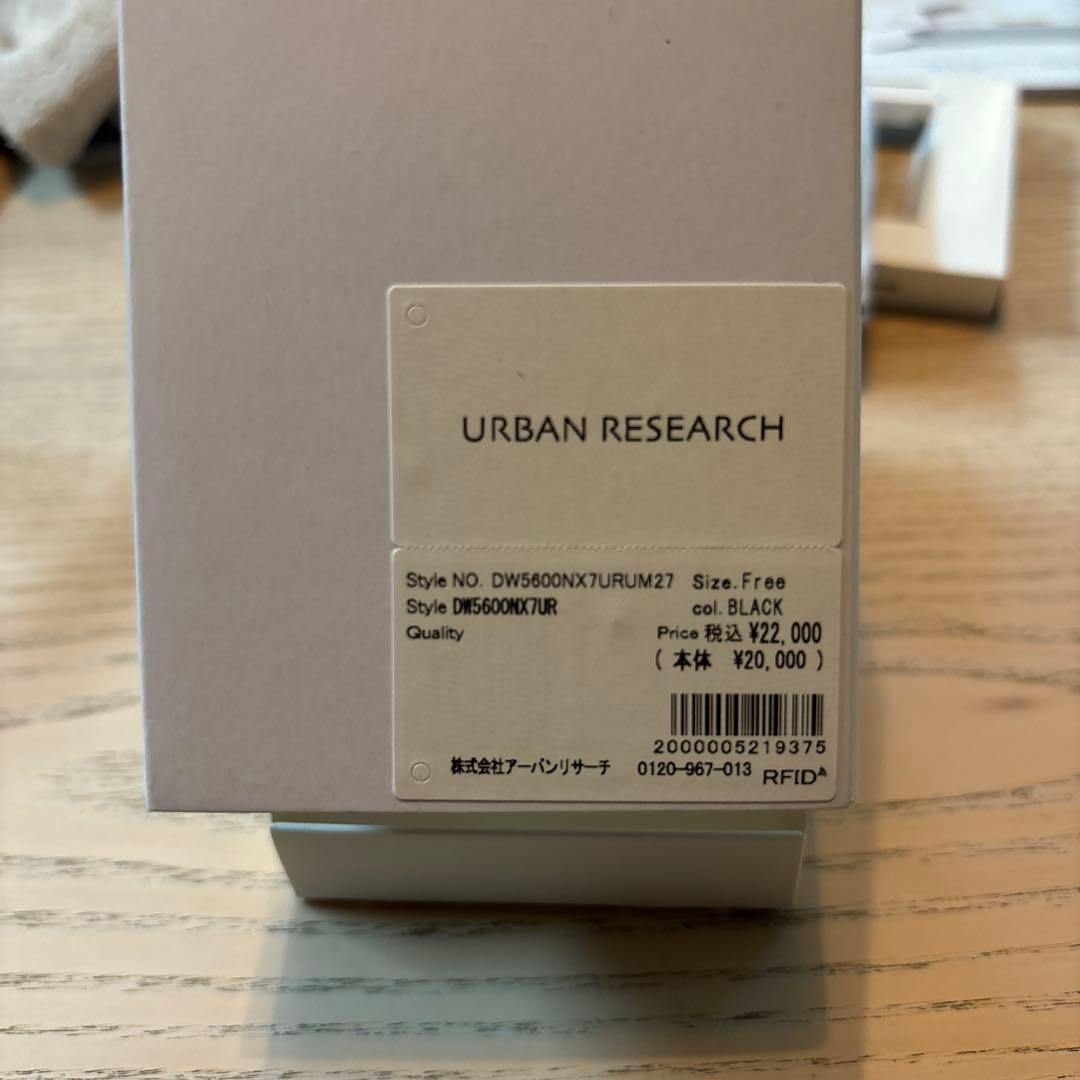 URBAN RESEARCH
Style NO. DW5600NX7URUM27 Size.Free
Style DW5600NX7UR col.BLACK
Quality Price 税込 ¥22,000
( 本体 ¥20,000 )
2000005219375
株式会社アーバンリサーチ 0120-967-013 RFID